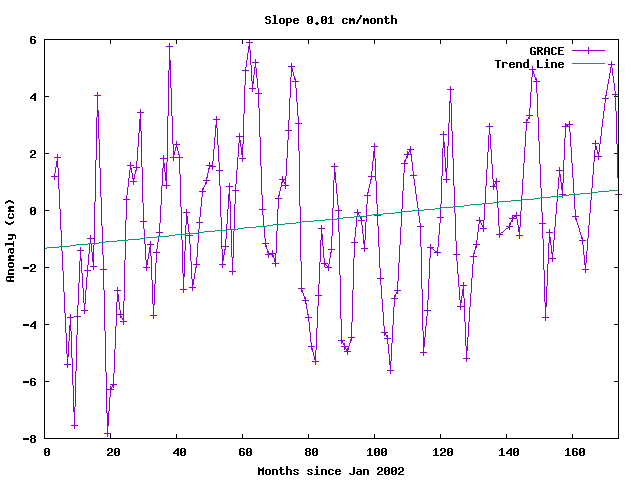 Slope 0.01 cm/month
GRACE
Trend Line
6
4
2
0
-2
-4
-6
-8
Anomaly (cm)
0 20 40 60 80 100 120 140 160
Months since Jan 2002